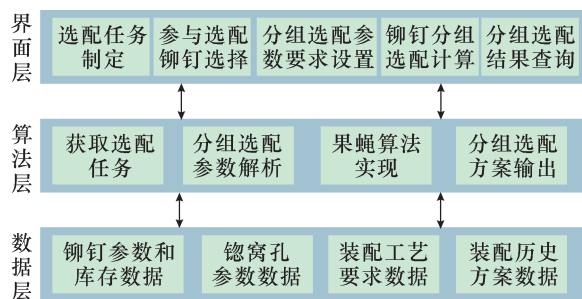 界面层
选配任务
制定
参与选配
铆钉选择
分组选配参
数要求设置
铆钉分组
选配计算
分组选配
结果查询
算法层
获取选配
任务
分组选配
参数解析
果蝇算法
实现
分组选配
方案输出
数据层
铆钉参数和
库存数据
锪窝孔
参数数据
装配工艺
要求数据
装配历史
方案数据